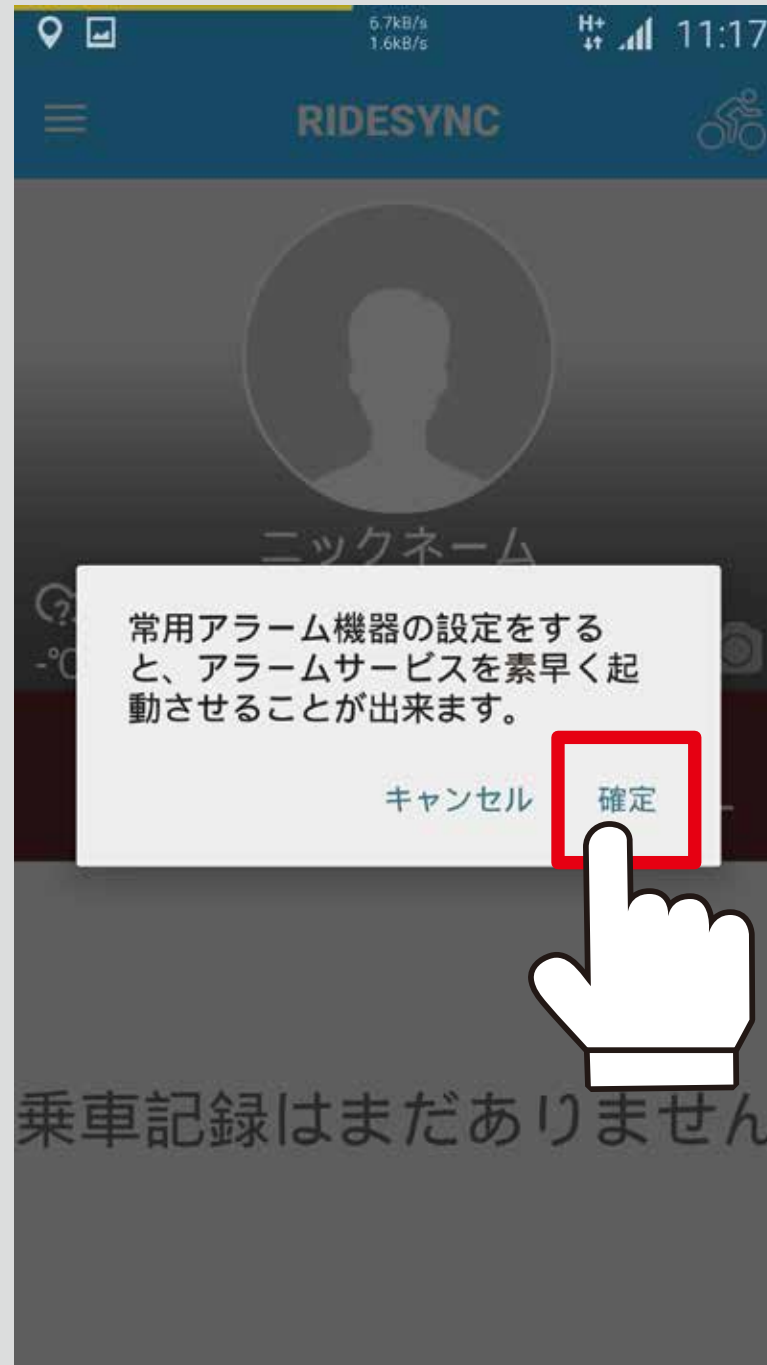 6.7kB/s
1.6kB/s
H+
11:17
RIDESYNC
ニックネーム
?
-℃
常用アラーム機器の設定をする
と、アラームサービスを素早く起
動させることが出来ます。
キャンセル 確定
乗車記録はまだありません